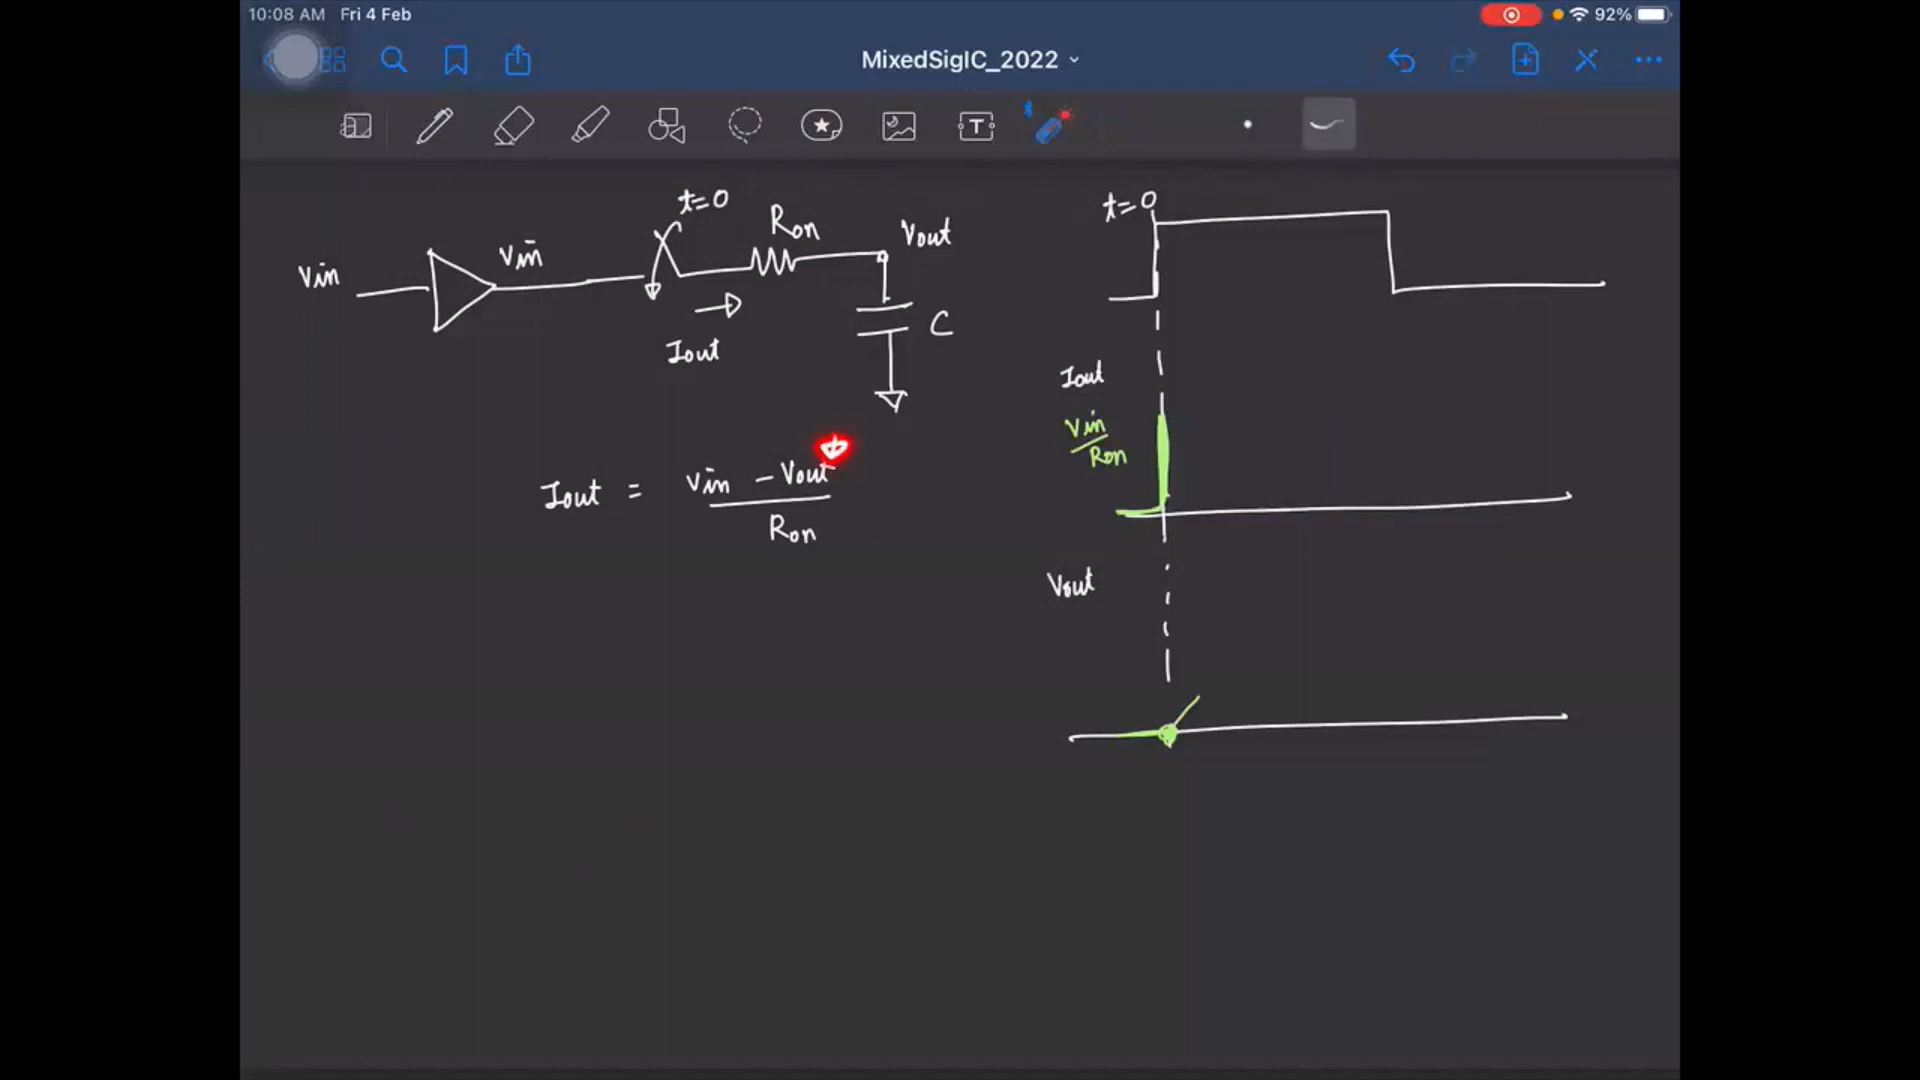 10:08 AM Fri 4 Feb
92%
MixedSigIC_2022
T
t=0
Ron
Vout
Vin
Vin
Iout
C
Iout = Vin - Vout
Ron
t=0
Iout
Vin
Ron
Vout